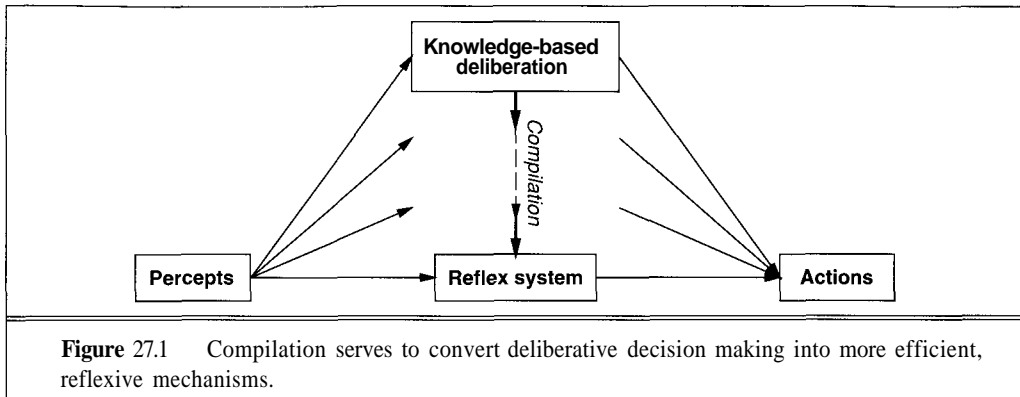 Knowledge-based
deliberation
Compilation
Percepts
Reflex system
Actions
Figure 27.1 Compilation serves to convert deliberative decision making into more efficient,
reflexive mechanisms.